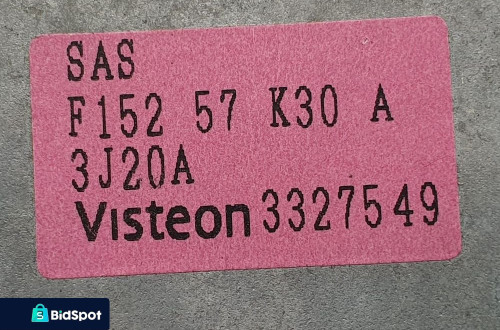 SAS
F152 57 K30 A
3J20A
Visteon 3327549
BidSpot